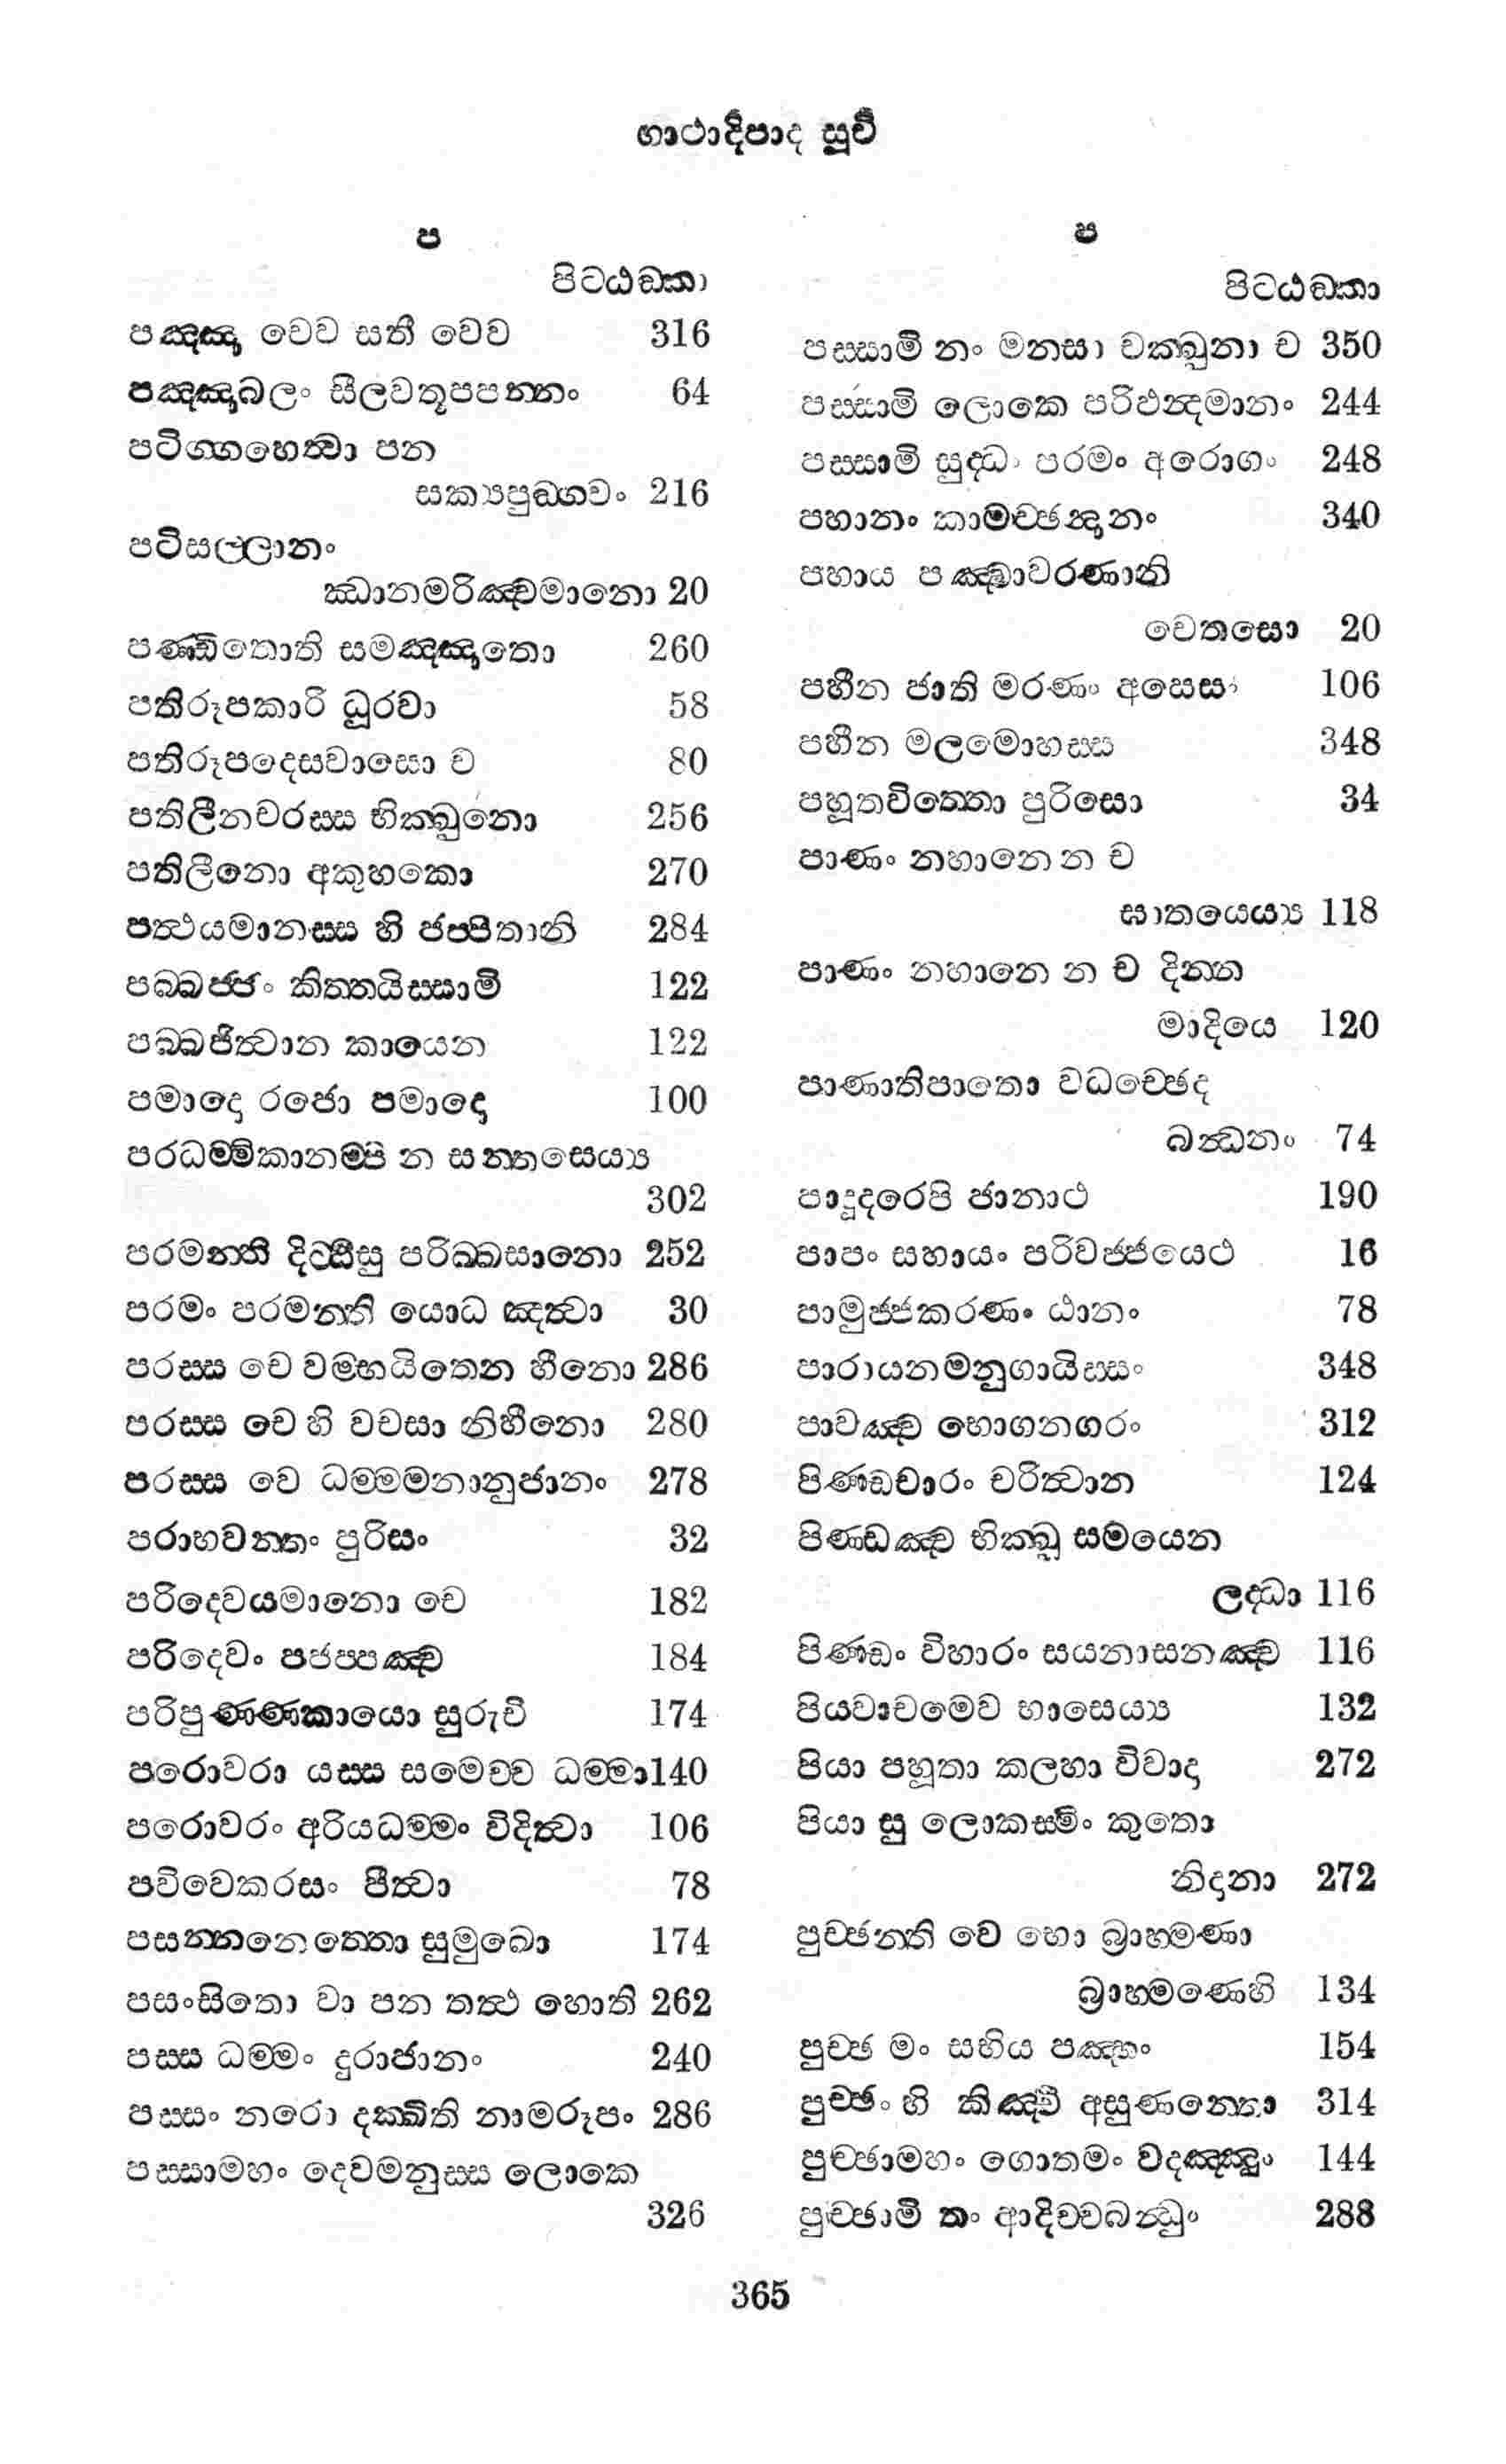 ගාථාදිපාද සූචි
ප
පිටඨඞකා
පඤ්ඤා චෙව සතී චෙව 316
පඤ්ඤාබලං සීලවතූපපන්නං 64
පටිග්ගහෙත්වා පන
සක්‍යපුඞ්ගවං 216
පටිසල්ලානං
ඣානමරිඤ්චමානො 20
පණ්ඩිතොති සමඤ්ඤාතො 260
පතිරූපකාරී ධුරවා 58
පතිරූපදෙසවාසො ච 80
පතිලීනචරස්ස භික්ඛුනො 256
පතිලීනො අකුහකො 270
පත්ථයමානස්ස හි ජප්පිතානි 284
පබ්බජ්ජං කිත්තයිස්සාමි 122
පබ්බජිත්වාන කායෙන 122
පමාදො රජො පමාදො 100
පරධම්මිකානම්පි න සන්තසෙය්‍ය
302
පරමන්ති දිට්ඨීසු පරිබ්බසානො 252
පරමං පරමන්ති යොධ ඤත්වා 30
පරස්ස චෙ වම්භයිතෙන හීනො 286
පරස්ස චෙ හි වචසා නිහීනො 280
පරස්ස වෙ ධම්මමනානුජානං 278
පරාභවන්තං පුරිසං 32
පරිදෙවයමානො චෙ 182
පරිදෙවං පජප්පඤ්ච 184
පරිපුණ්ණකායො සුරුචි 174
පරොවරා යස්ස සමෙච්ච ධම්මා 140
පරොවරං අරියධම්මං විදිත්වා 106
පවිවෙකරසං පීත්වා 78
පසන්නනෙත්තො සුමුඛො 174
පසංසිතො වා පන තත්ථ හොති 262
පස්ස ධම්මං දුරාජානං 240
පස්සං නරො දක්ඛිති නාමරූපං 286
පස්සාමහං දෙවමනුස්ස ලොකෙ
326
ප
පිටඨඞකා
පස්සාමි නං මනසා චක්ඛුනා ච 350
පස්සාමි ලොකෙ පරිඵන්දමානං 244
පස්සාමි සුද්ධං පරමං අරොගං 248
පහානං කාමච්ඡඤානං 340
පහාය පඤ්චාවරණානි
චෙතසො 20
පහීන ජාති මරණං අසෙසං 106
පහීන මලමොහස්ස 348
පහූතවිත්තො පුරිසො 34
පාණං නහානෙ න ච
ඝාතයෙය්‍ය 118
පාණං නහානෙ න ච දින්න
මාදියෙ 120
පාණාතිපාතො වධච්ඡෙද
බන්ධනං 74
පාදූදරෙපි ජානාථ 190
පාපං සහායං පරිවජ්ජයෙථ 16
පාමුජ්ජකරණං ඨානං 78
පාරායනමනුගායිස්සං 348
පාවඤ්ච භොගනගරං 312
පිණ්ඩචාරං චරිත්වාන 124
පිණ්ඩඤ්ච භික්ඛූ සමයෙන
ලද්ධා 116
පිණ්ඩං විහාරං සයනාසනඤ්ච 116
පියවාචමෙව භාසෙය්‍ය 132
පියා පහූතා කලහා විවාදා 272
පියා සු ලොකස්මිං කුතො
නිදානා 272
පුච්ඡන්ති වෙ භො බ්‍රාහ්මණා
බ්‍රාහ්මණෙහි 134
පුච්ඡ මං සභිය පඤ්හං 154
පුච්ඡං හි කිඤ්චි අසුණන්තො 314
පුච්ඡාමහං ගොතමං වදඤ්ඤුං 144
පුච්ඡාමි තං ආදිච්චබන්ධුං 288
365